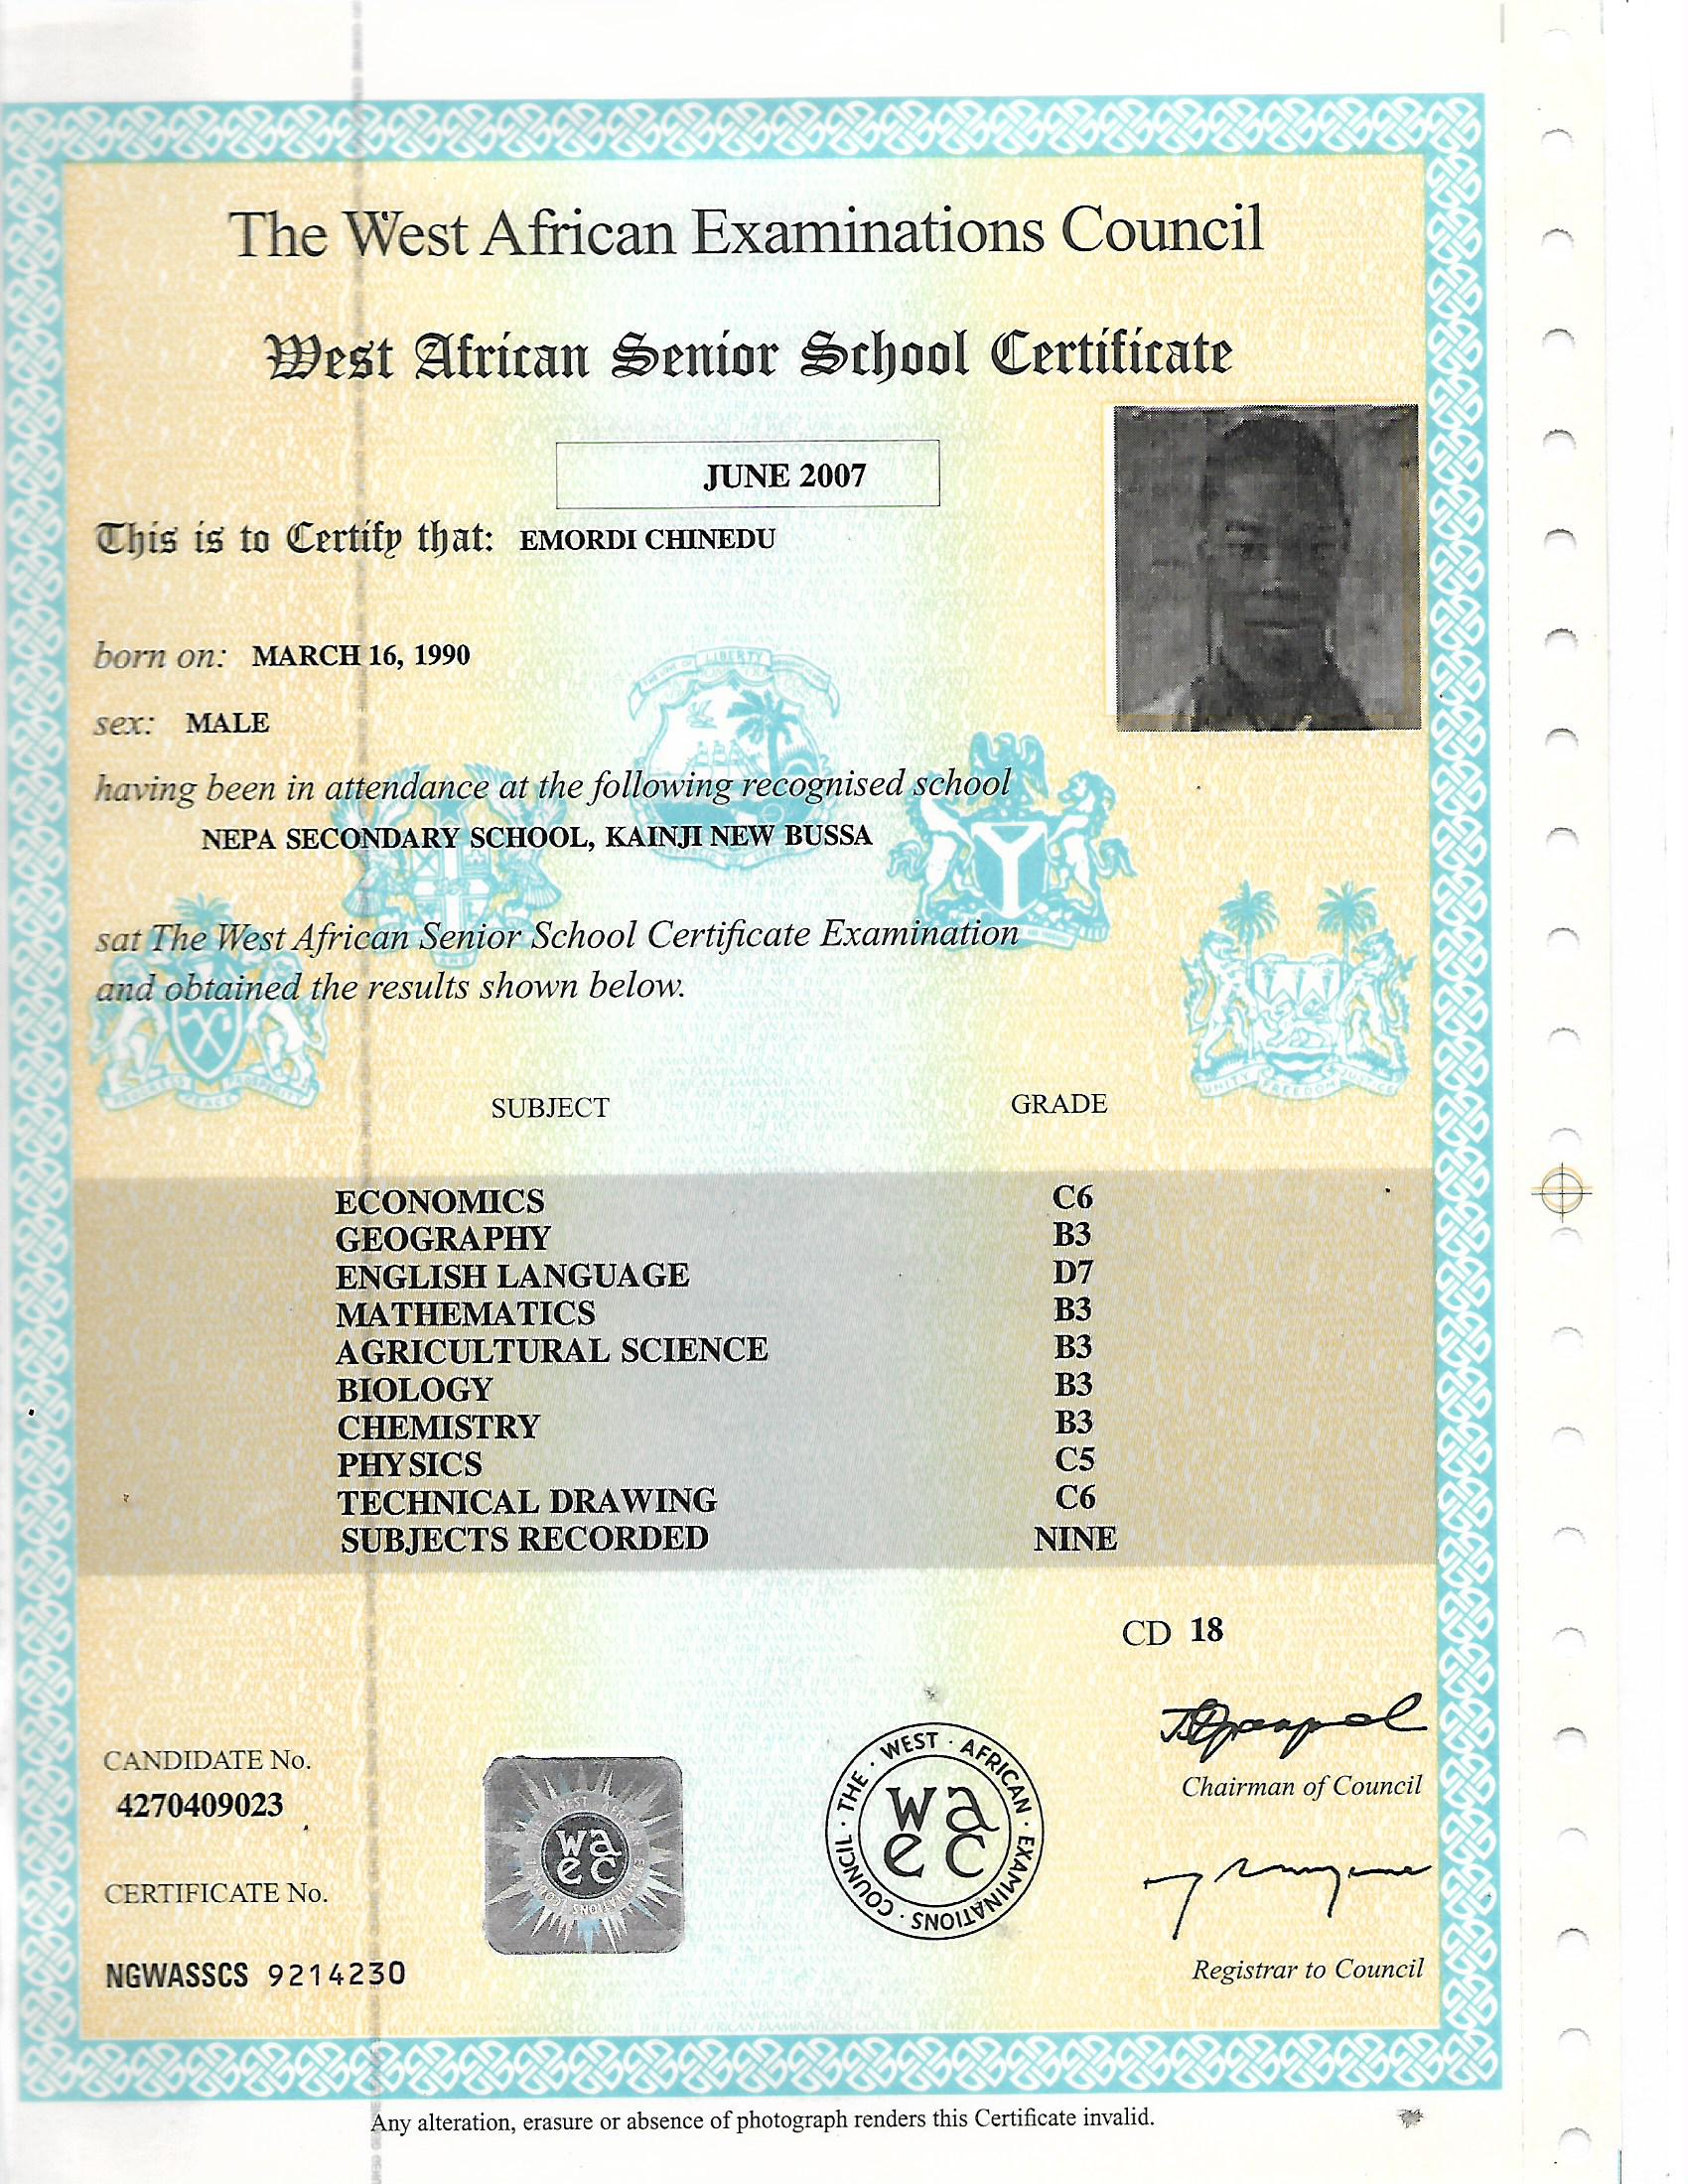 The West African Examinations Council
West African Senior School Certificate
JUNE 2007
This is to Certify that: EMORDI CHINEDU
born on: MARCH 16, 1990
sex: MALE
having been in attendance at the following recognised school
NEPA SECONDARY SCHOOL, KAINJI NEW BUSSA
sat The West African Senior School Certificate Examination
and obtained the results shown below.
UNITY FREEDOM JUSTICE
SUBJECT GRADE
ECONOMICS C6
GEOGRAPHY B3
ENGLISH LANGUAGE D7
MATHEMATICS B3
AGRICULTURAL SCIENCE B3
BIOLOGY B3
CHEMISTRY B3
PHYSICS C5
TECHNICAL DRAWING C6
SUBJECTS RECORDED NINE
CD 18
CANDIDATE No.
4270409023
CERTIFICATE No.
NGWASSCS 9214230
waec
THE · WEST · AFRICAN · EXAMINATIONS · COUNCIL ·
waec
Chairman of Council
Registrar to Council
Any alteration, erasure or absence of photograph renders this Certificate invalid.